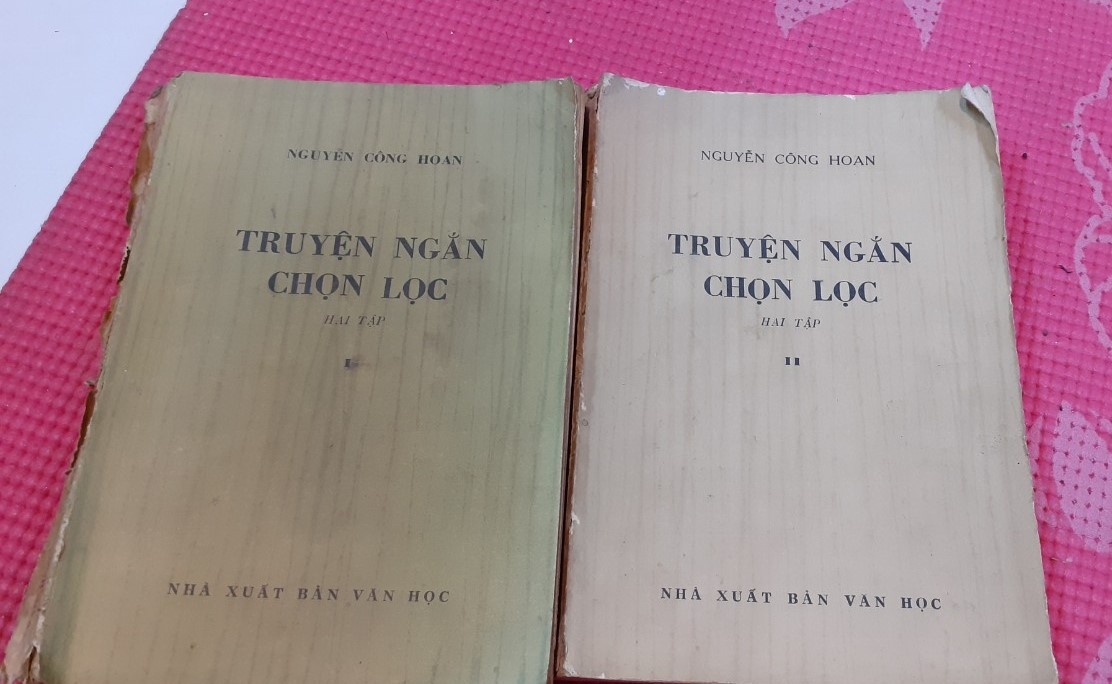 NGUYỄN CÔNG HOAN
TRUYỆN NGẮN
CHỌN LỌC
HAI TẬP
I
NHÀ XUẤT BẢN VĂN HỌC
NGUYỄN CÔNG HOAN
TRUYỆN NGẮN
CHỌN LỌC
HAI TẬP
II
NHÀ XUẤT BẢN VĂN HỌC